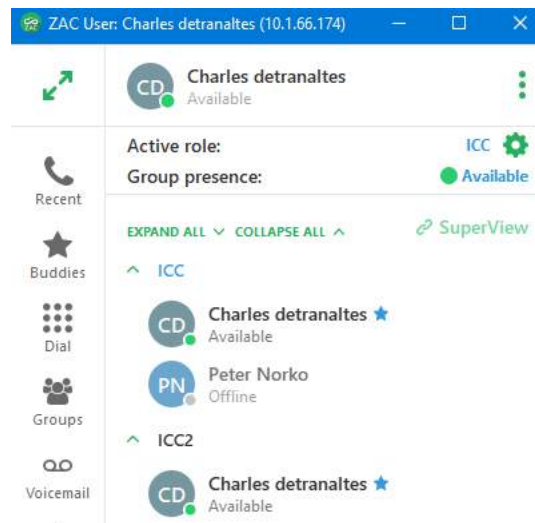 ZAC User: Charles detranaltes (10.1.66.174)
CD
Charles detranaltes
Available
Active role: ICC
Group presence: Available
Recent
Buddies
Dial
Groups
Voicemail
EXPAND ALL COLLAPSE ALL SuperView
ICC
CD
Charles detranaltes
Available
PN
Peter Norko
Offline
ICC2
CD
Charles detranaltes
Available